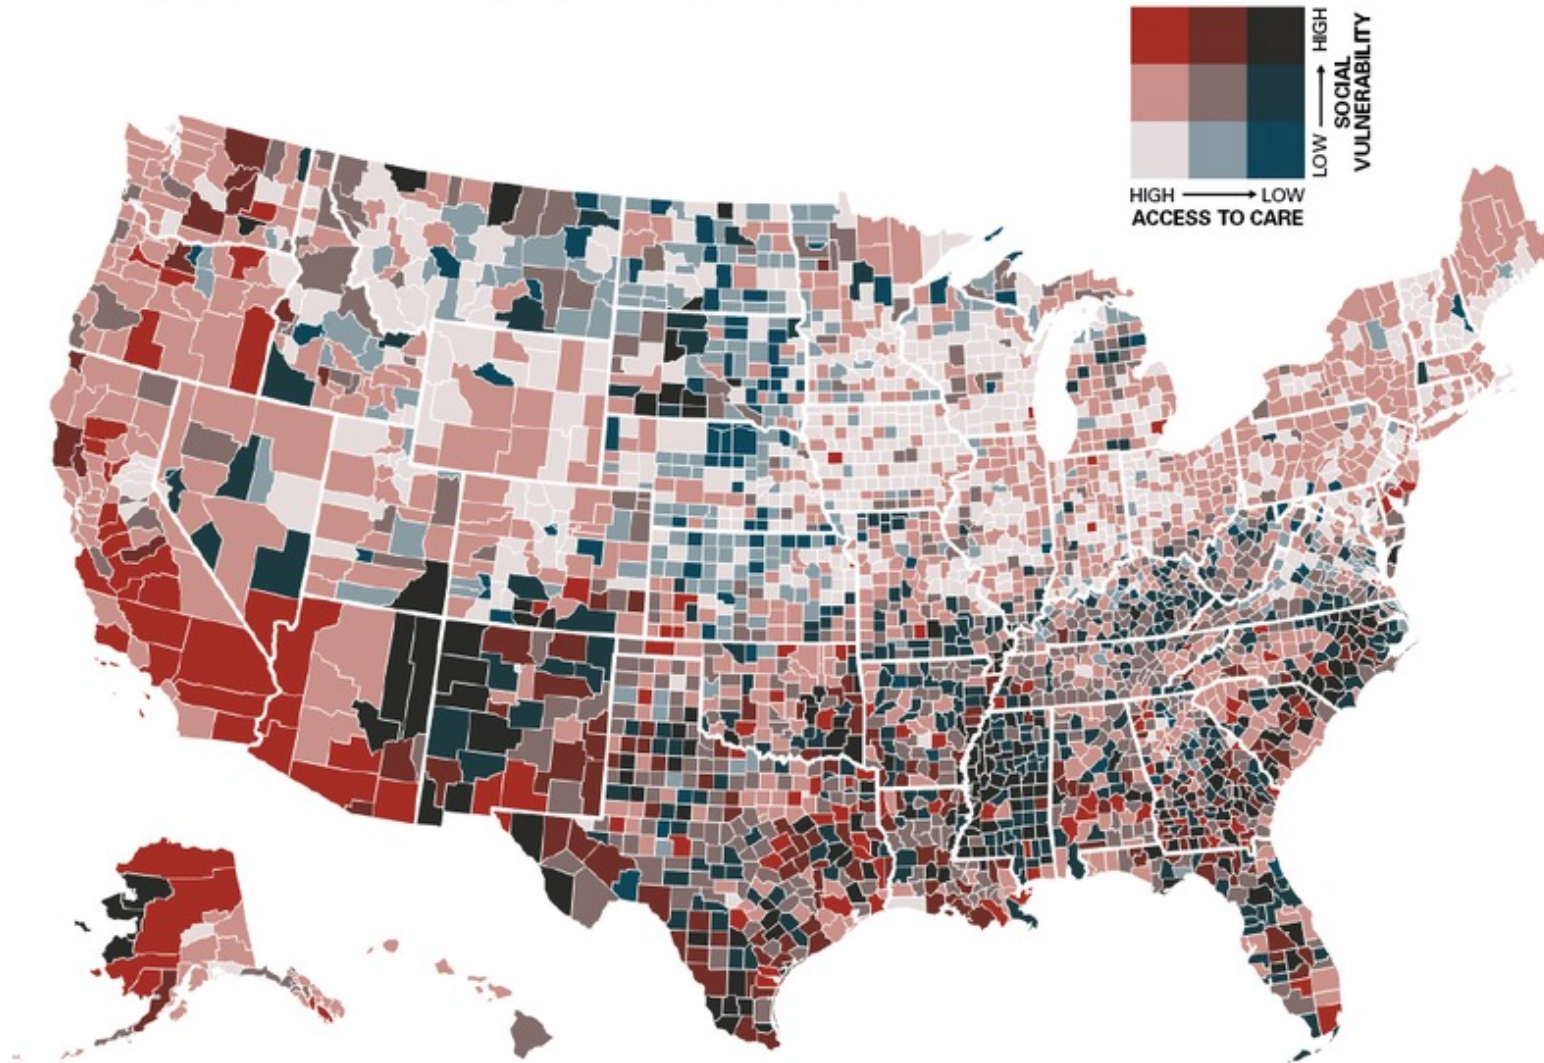 HIGH
LOW
SOCIAL
VULNERABILITY
HIGH
LOW
ACCESS TO CARE